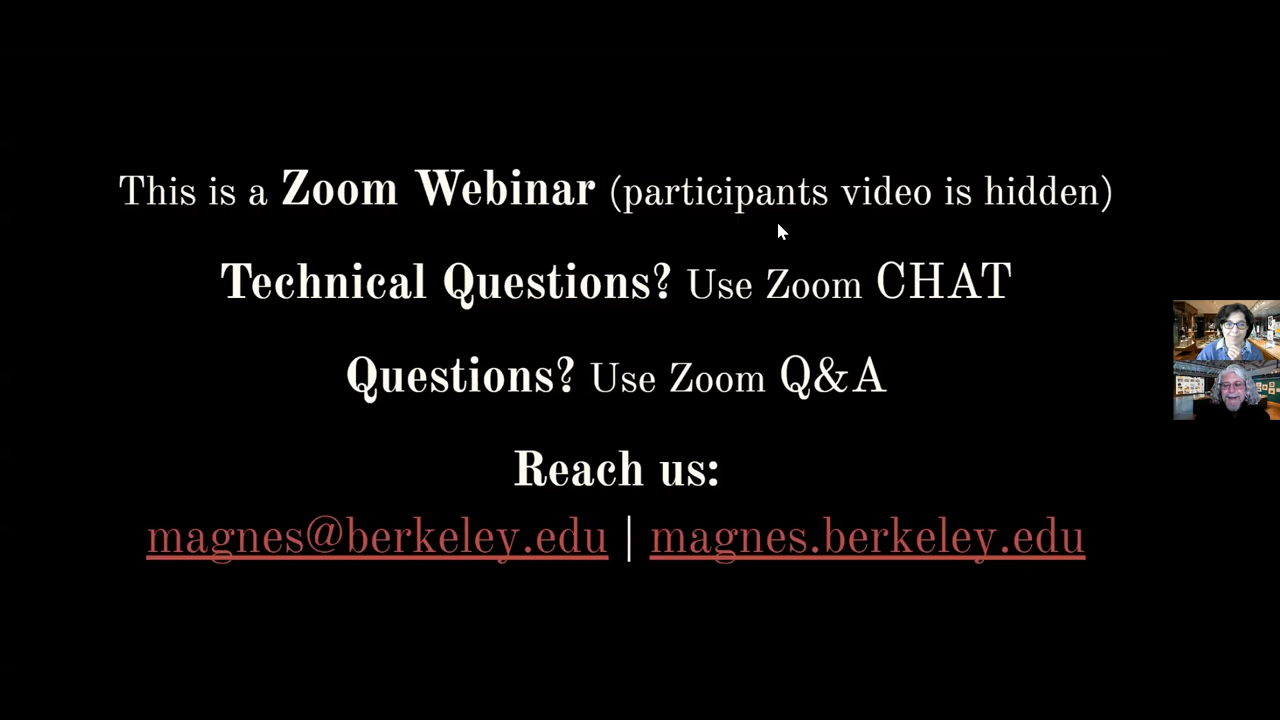 This is a Zoom Webinar (participants video is hidden)
Technical Questions? Use Zoom CHAT
Questions? Use Zoom Q&A
Reach us:
magnes@berkeley.edu | magnes.berkeley.edu